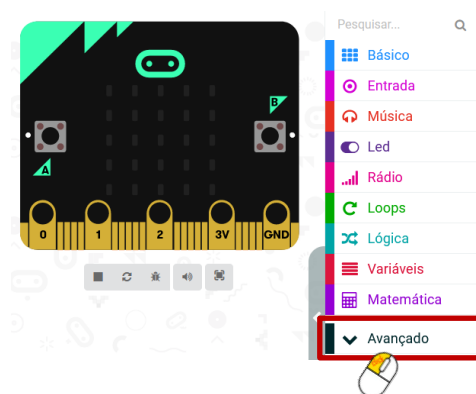 Pesquisar...
Básico
Entrada
Música
Led
Rádio
Loops
Lógica
Variáveis
Matemática
Avançado
B
A
0 1 2 3V GND